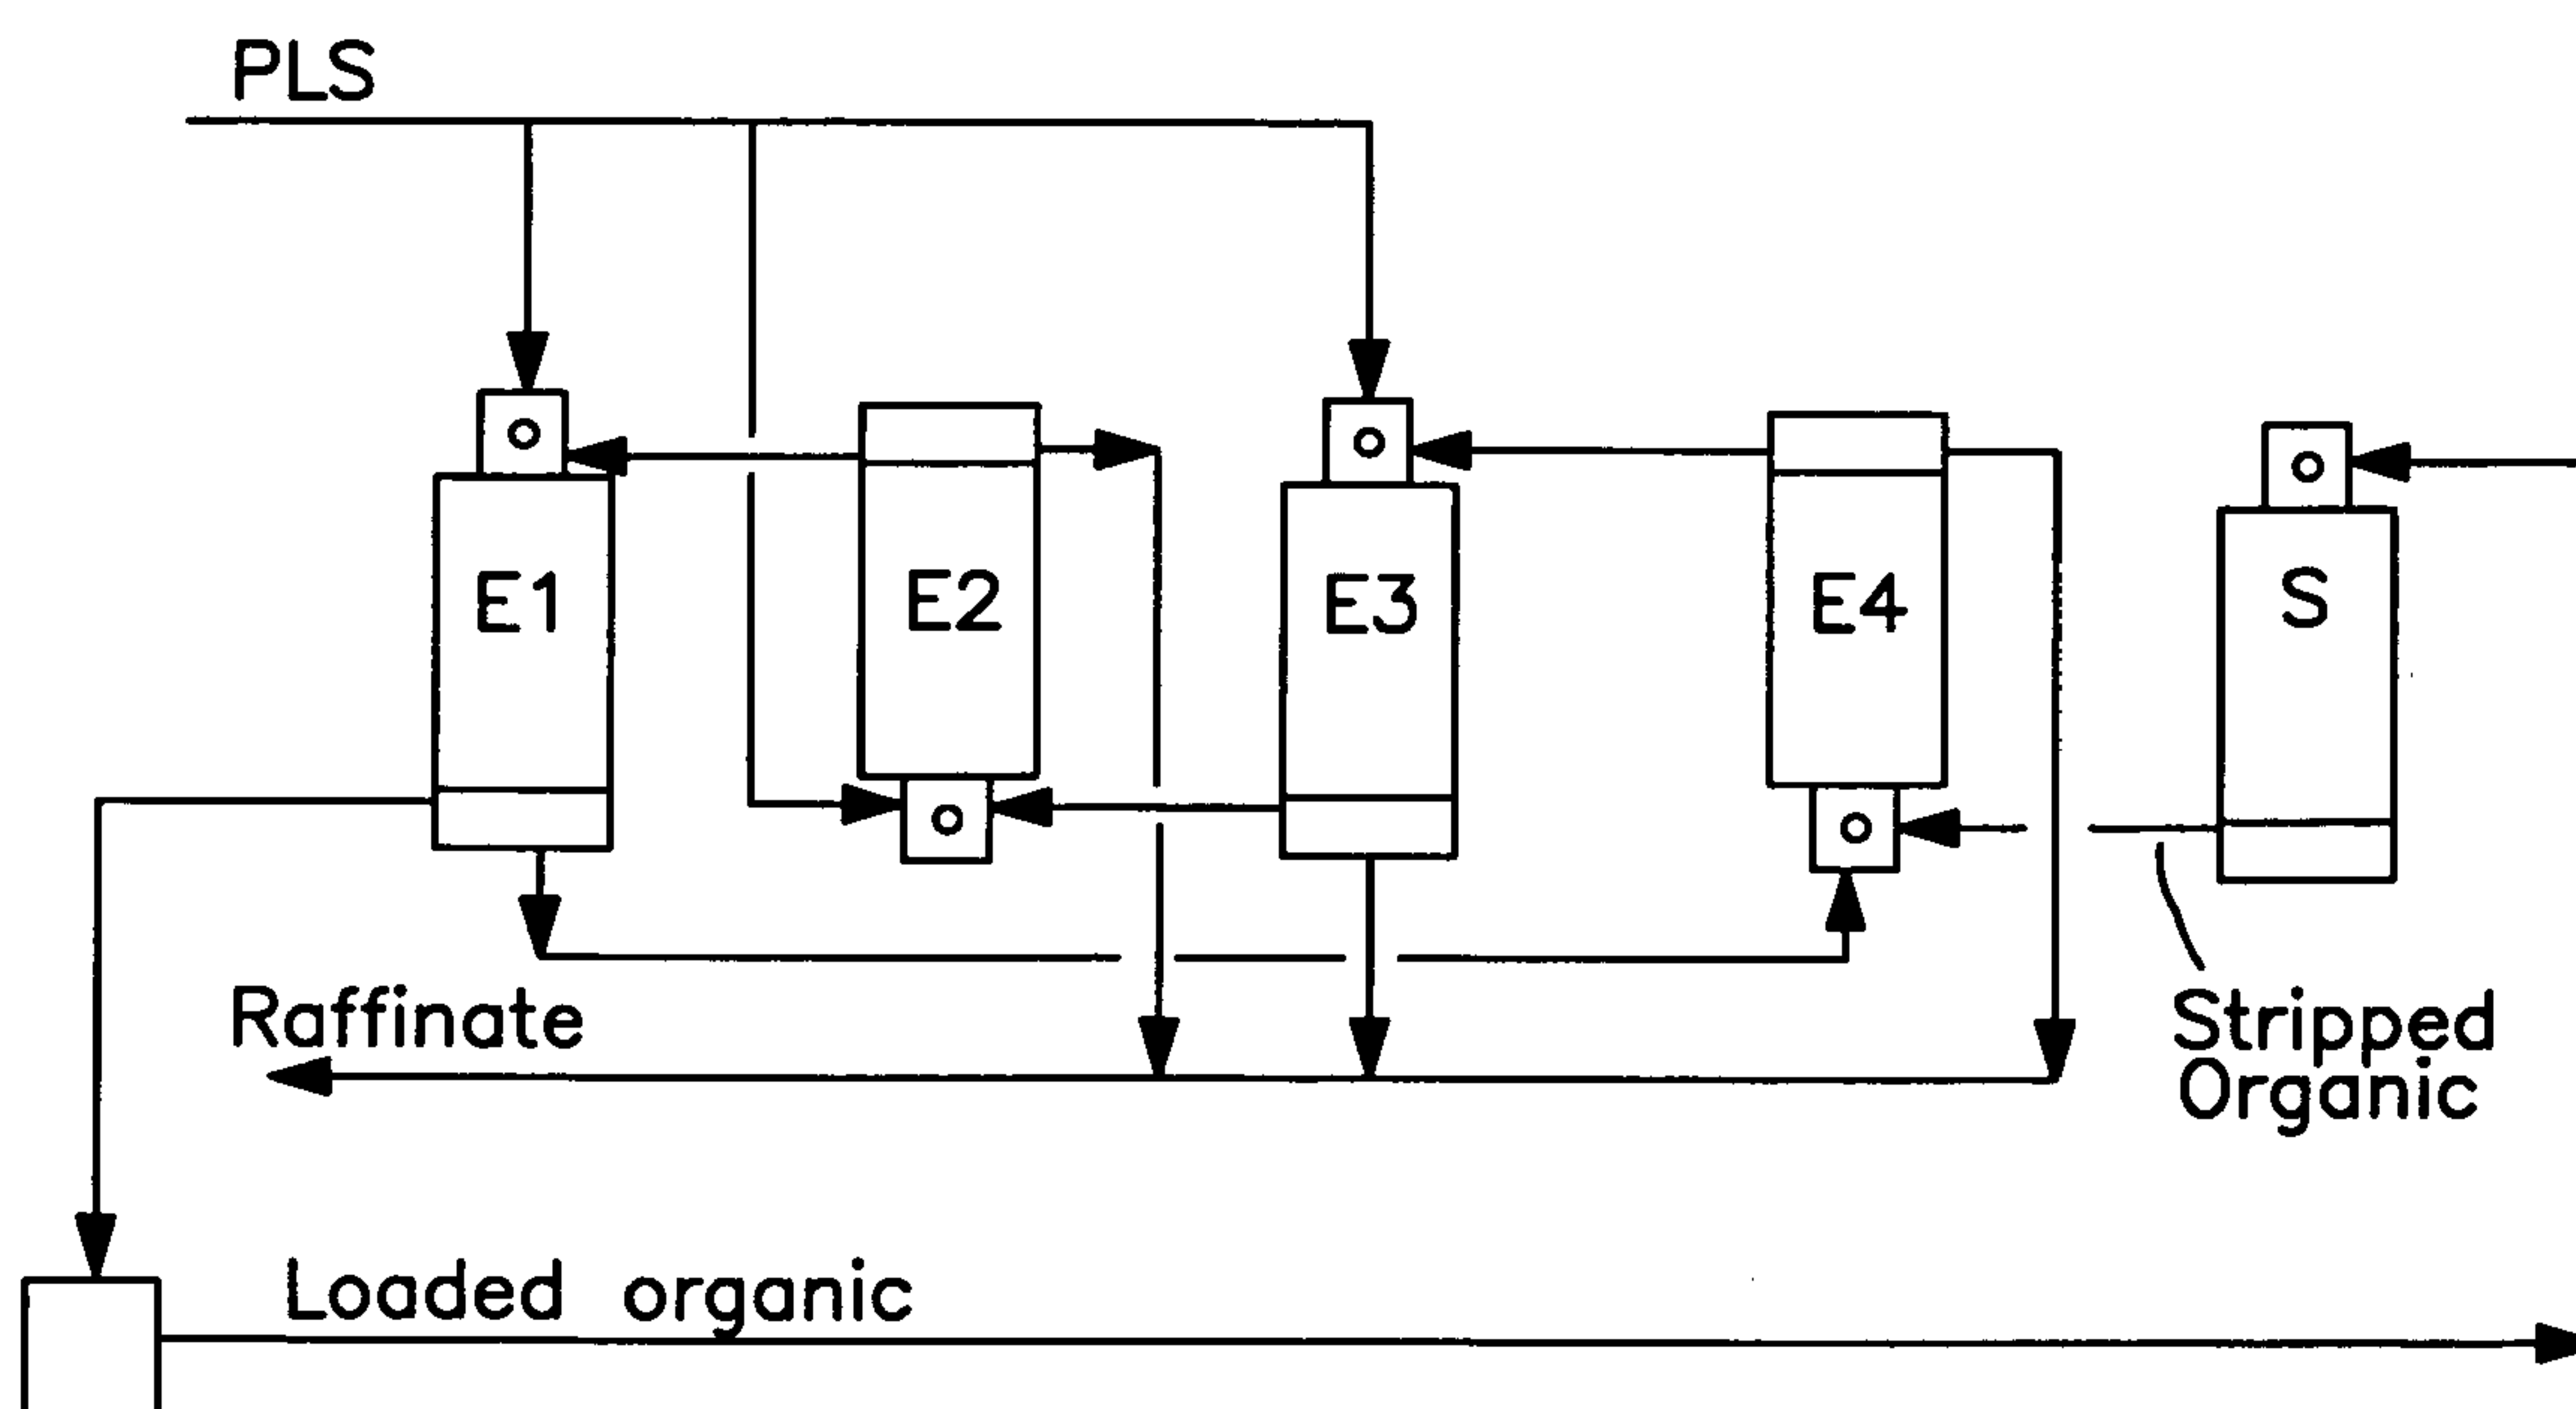 PLS
E1
E2
E3
E4
S
Raffinate
Stripped
Organic
Loaded organic